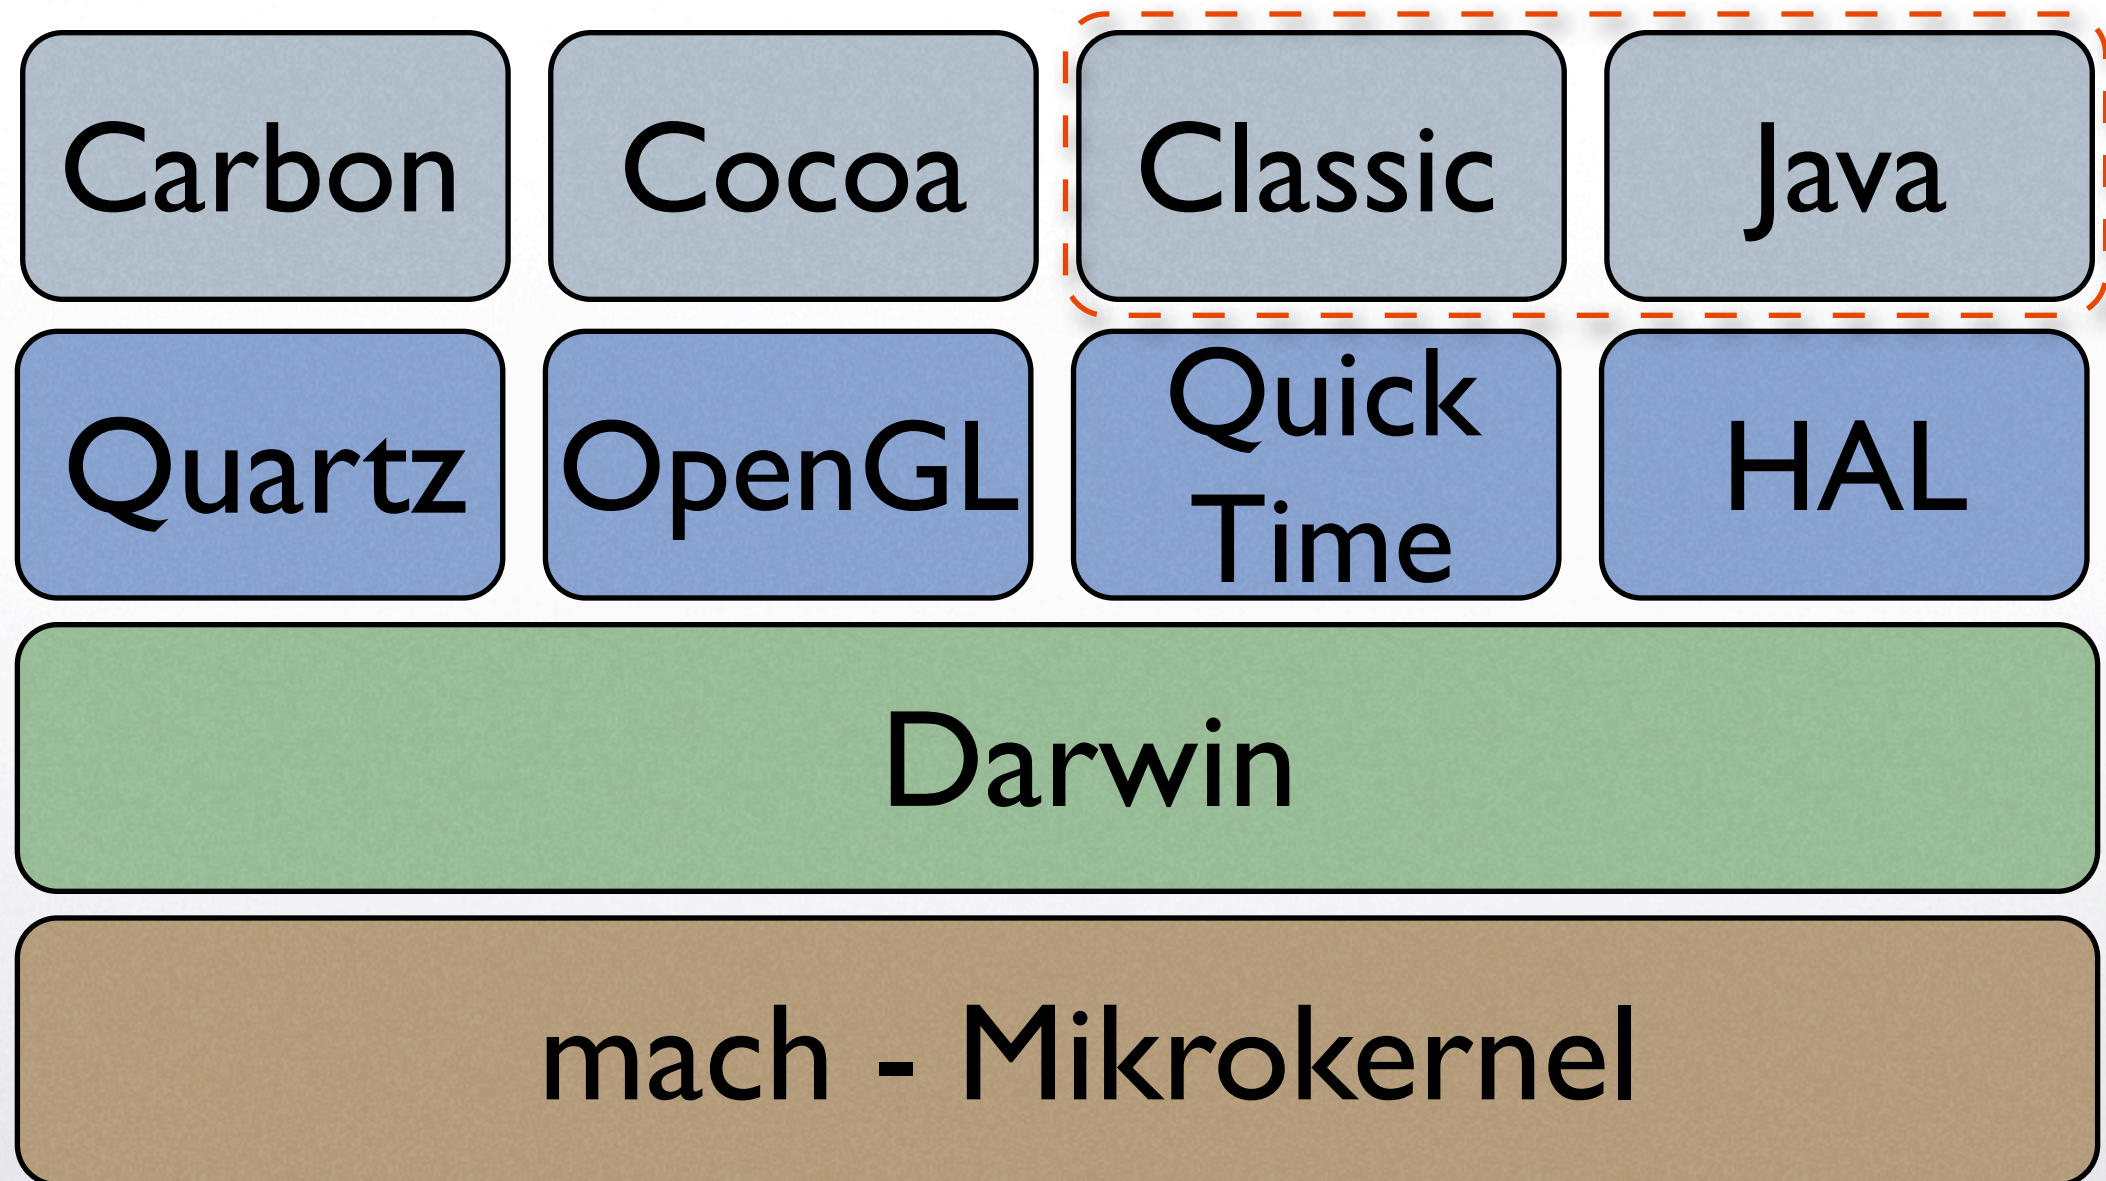 Carbon
Cocoa
Classic
Java
Quartz
OpenGL
Quick
Time
HAL
Darwin
mach - Mikrokernel